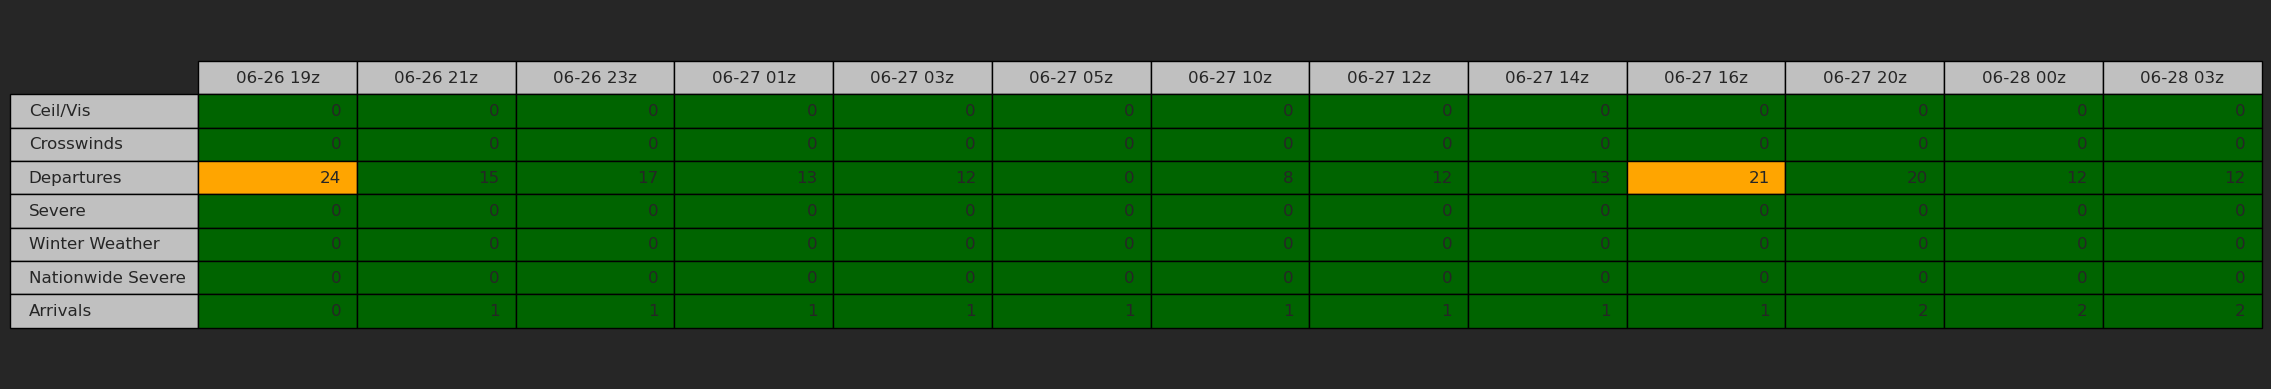 06-26 19z 06-26 21z 06-26 23z 06-27 01z 06-27 03z 06-27 05z 06-27 10z 06-27 12z 06-27 14z 06-27 16z 06-27 20z 06-28 00z 06-28 03z
Ceil/Vis 0 0 0 0 0 0 0 0 0 0 0 0 0
Crosswinds 0 0 0 0 0 0 0 0 0 0 0 0 0
Departures 24 15 17 13 12 0 8 12 13 21 20 12 12
Severe 0 0 0 0 0 0 0 0 0 0 0 0 0
Winter Weather 0 0 0 0 0 0 0 0 0 0 0 0 0
Nationwide Severe 0 0 0 0 0 0 0 0 0 0 0 0 0
Arrivals 0 1 1 1 1 1 1 1 1 1 2 2 2